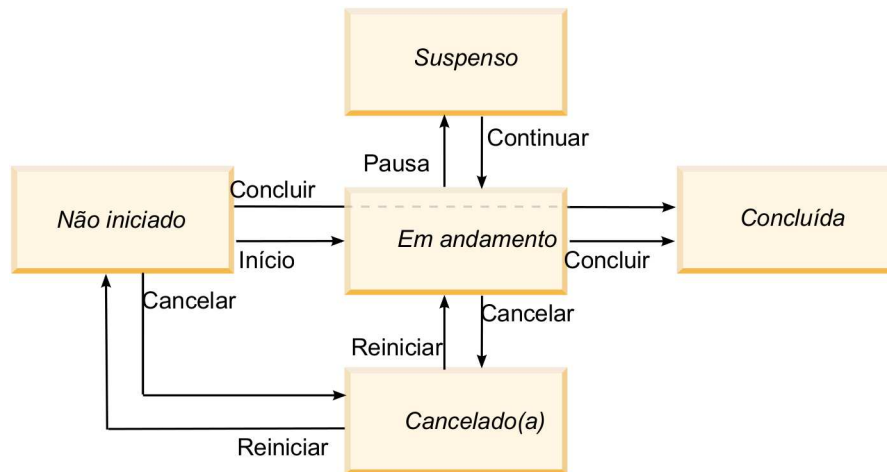 Suspenso
Continuar
Pausa
Concluir
Não iniciado
Em andamento
Concluída
Início
Concluir
Cancelar
Cancelar
Reiniciar
Cancelado(a)
Reiniciar